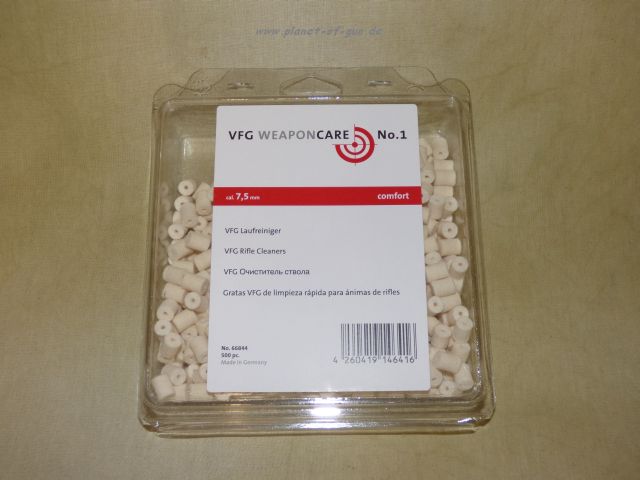 www.planet-of-gun.de
VFG WEAPONCARE No.1
cal. 7,5 mm comfort
VFG Laufreiniger
VFG Rifle Cleaners
VFG Очиститель ствола
Gratas VFG de limpieza rápida para ánimas de rifles
No. 66844
500 pc.
Made in Germany
4 260419 146416